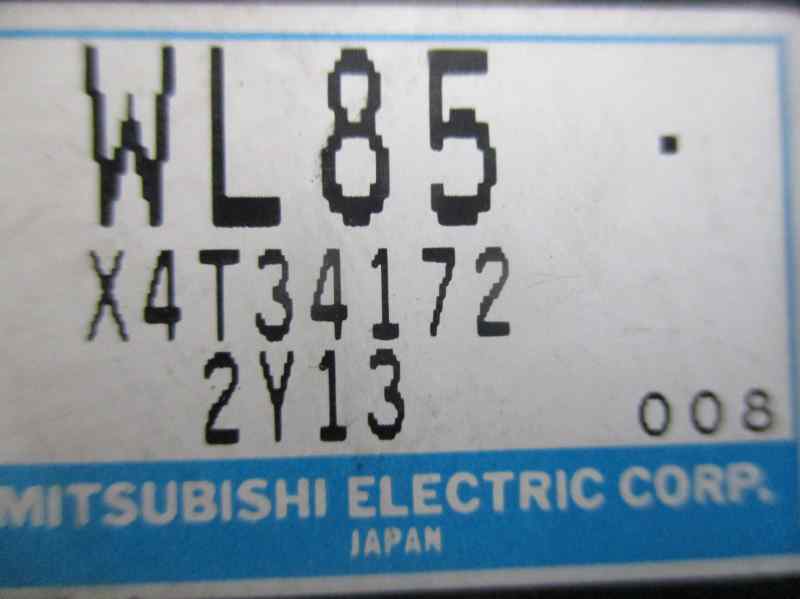 WL85
X4T34172
2Y13
008
MITSUBISHI ELECTRIC CORP.
JAPAN